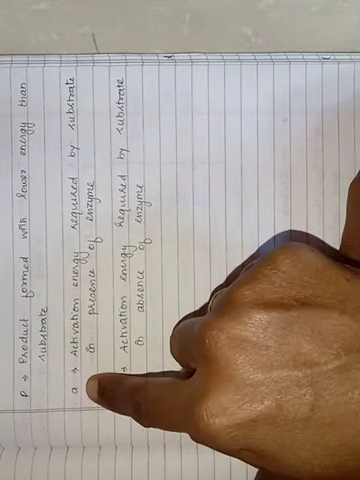 P → Product formed with lower energy than
substrate
a → Activation energy required by substrate
in presence of enzyme
→ Activation energy required by substrate
in absence of enzyme.